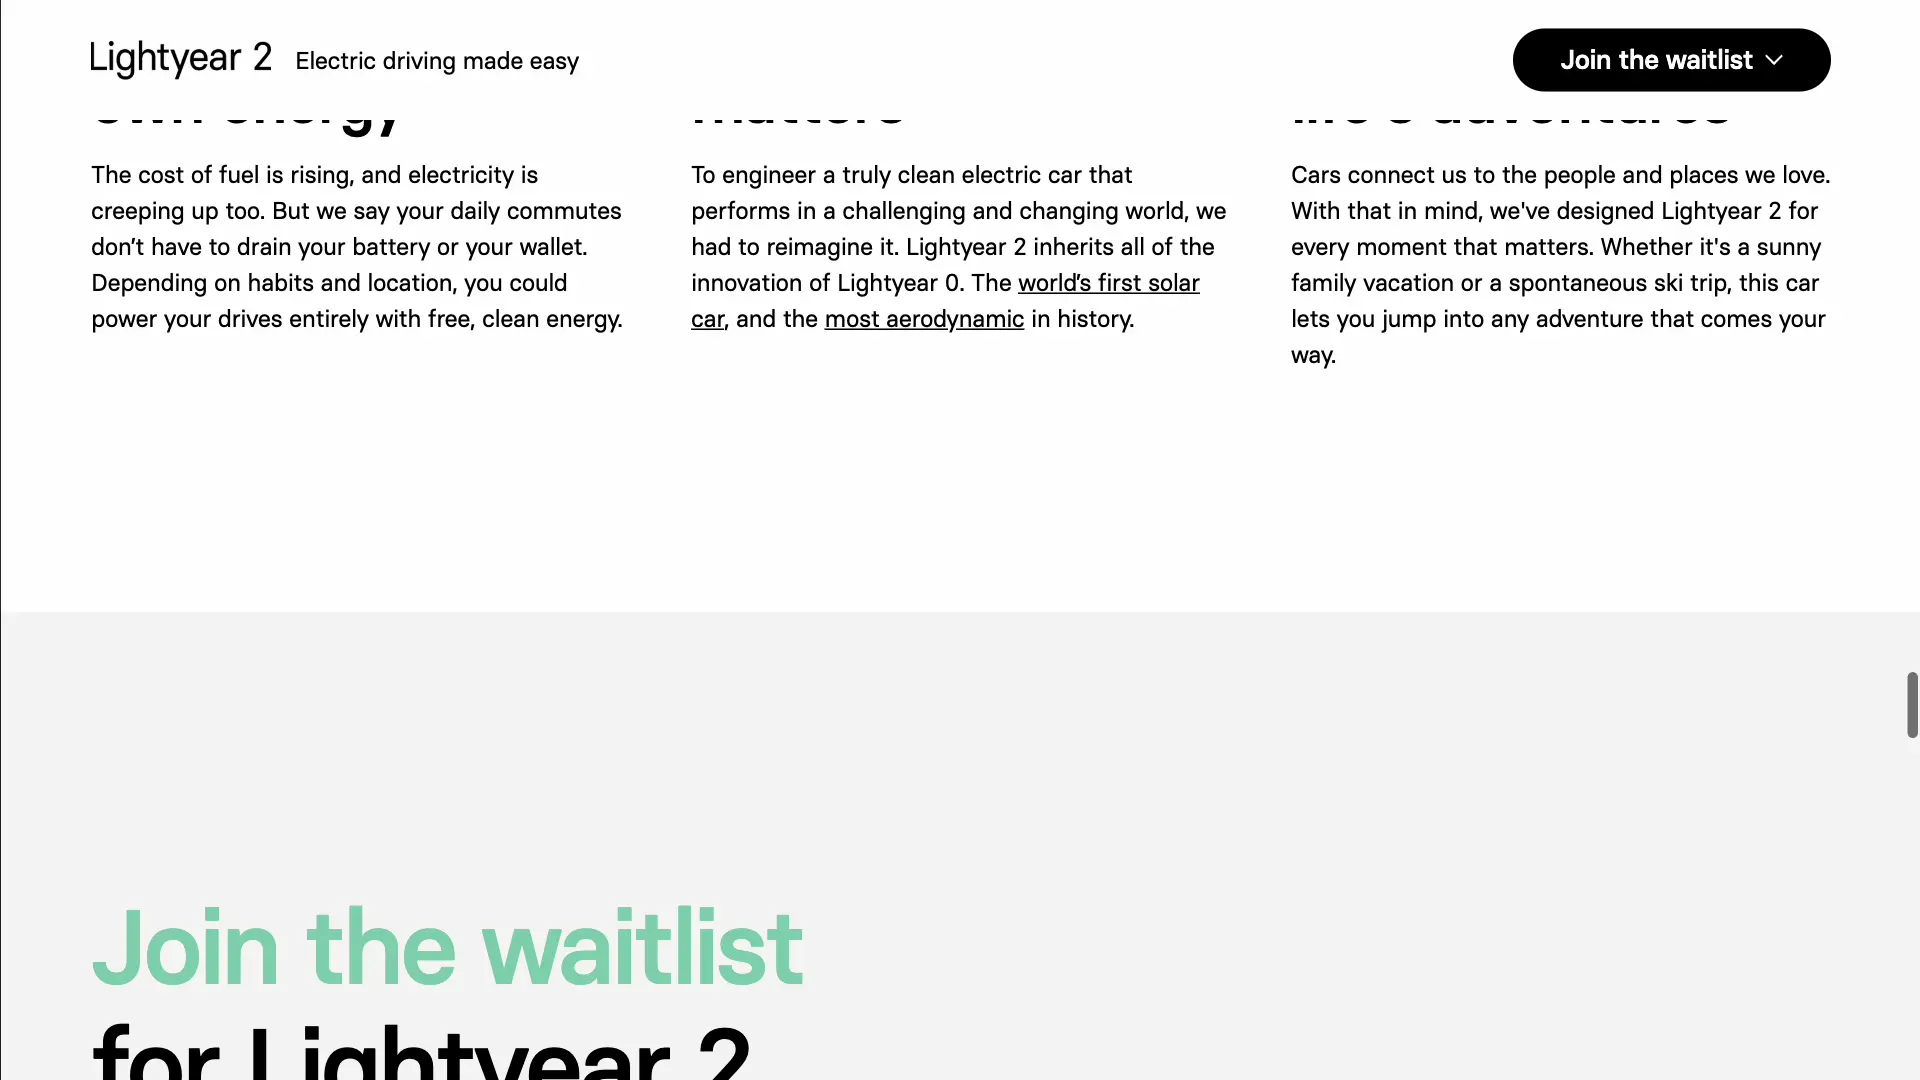 Lightyear 2 Electric driving made easy
Join the waitlist
own energy
matters
life's adventures
The cost of fuel is rising, and electricity is
creeping up too. But we say your daily commutes
don’t have to drain your battery or your wallet.
Depending on habits and location, you could
power your drives entirely with free, clean energy.
To engineer a truly clean electric car that
performs in a challenging and changing world, we
had to reimagine it. Lightyear 2 inherits all of the
innovation of Lightyear 0. The world’s first solar
car, and the most aerodynamic in history.
Cars connect us to the people and places we love.
With that in mind, we've designed Lightyear 2 for
every moment that matters. Whether it's a sunny
family vacation or a spontaneous ski trip, this car
lets you jump into any adventure that comes your
way.
Join the waitlist
for Lightyear 2